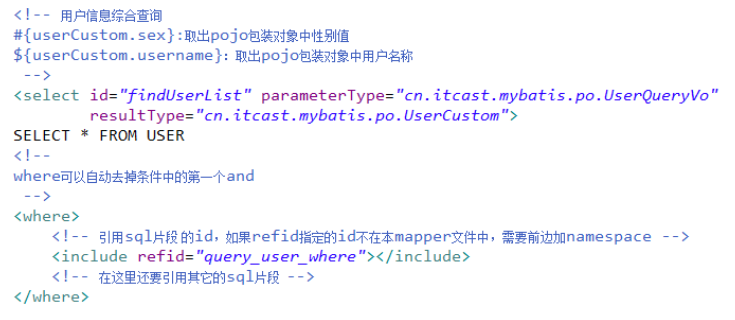 <!-- 用户信息综合查询
#{userCustom.sex}:取出pojo包装对象中性别值
${userCustom.username}：取出pojo包装对象中用户名称
-->
<select id="findUserList" parameterType="cn.itcast.mybatis.po.UserQueryVo"
resultType="cn.itcast.mybatis.po.UserCustom">
SELECT * FROM USER
<!--
where可以自动去掉条件中的第一个and
-->
<where>
<!-- 引用sql片段 的id，如果refid指定的id不在本mapper文件中，需要前边加namespace -->
<include refid="query_user_where"></include>
<!-- 在这里还要引用其它的sql片段 -->
</where>